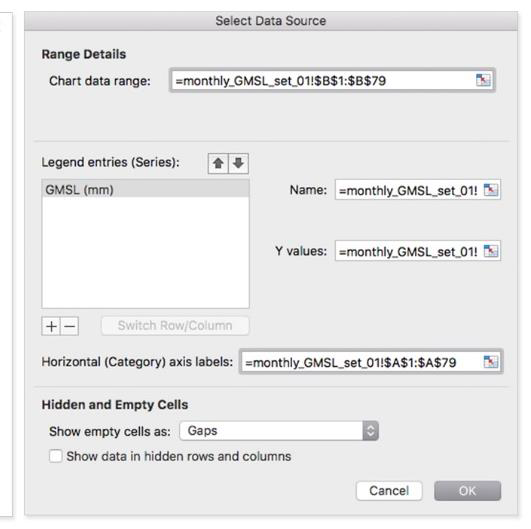 Select Data Source
Range Details
Chart data range: =monthly_GMSL_set_01!$B$1:$B$79
Legend entries (Series):
GMSL (mm)
Name: =monthly_GMSL_set_01!
Y values: =monthly_GMSL_set_01!
Switch Row/Column
Horizontal (Category) axis labels: =monthly_GMSL_set_01!$A$1:$A$79
Hidden and Empty Cells
Show empty cells as: Gaps
Show data in hidden rows and columns
Cancel OK